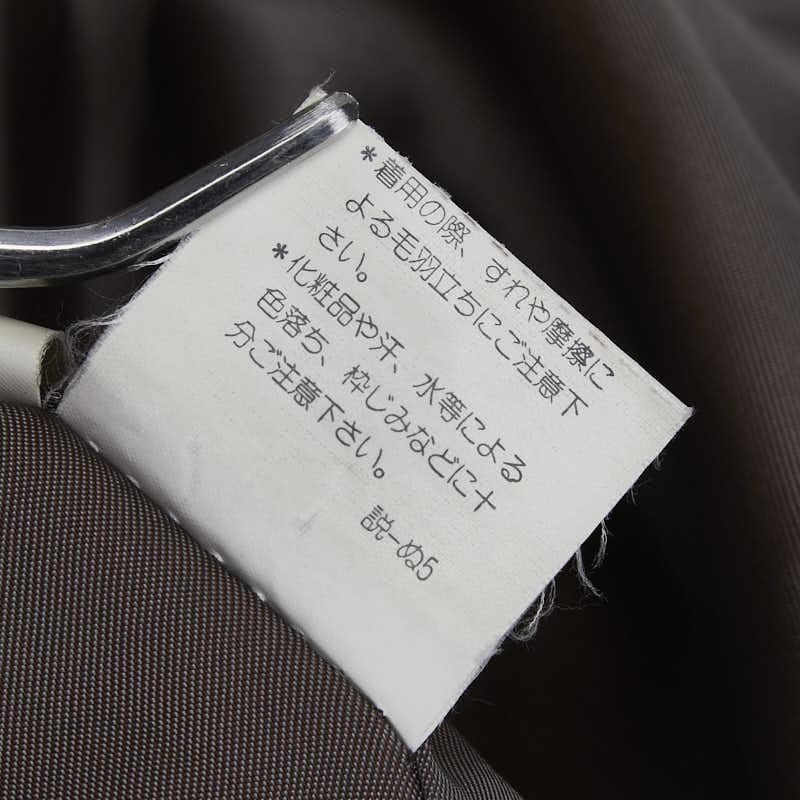 *着用の際、すれや摩擦に
よる毛羽立ちにご注意下
さい。
*化粧品や汗、水等による
色落ち、枠じみなどに十
分ご注意下さい。
説-ぬ5